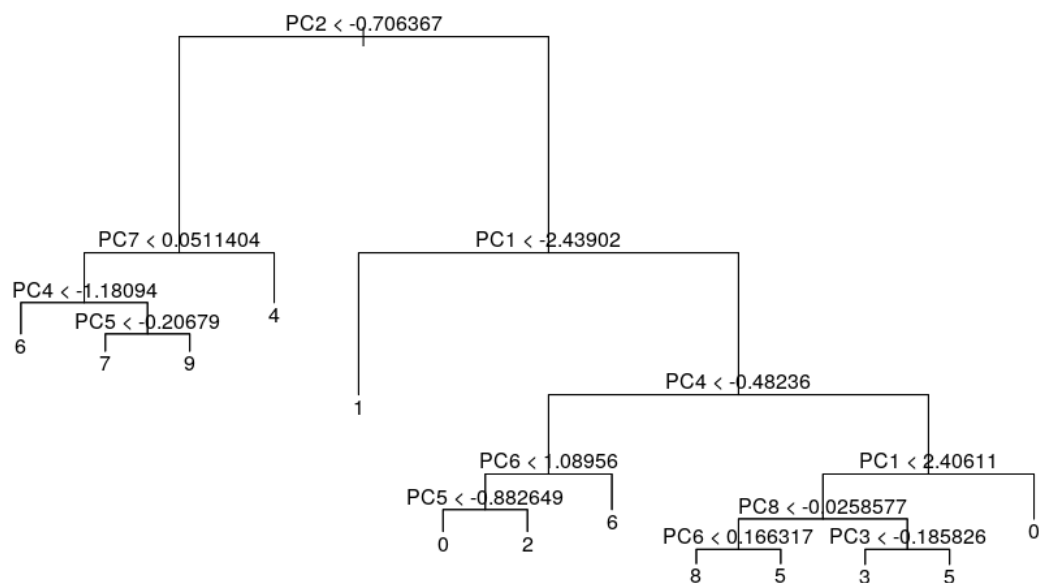 PC2 < -0.706367
PC7 < 0.0511404
PC1 < -2.43902
PC4 < -1.18094
4
PC5 < -0.20679
6
7
9
PC4 < -0.48236
1
PC6 < 1.08956
PC1 < 2.40611
PC5 < -0.882649
6
PC8 < -0.0258577
0
0
2
PC6 < 0.166317
PC3 < -0.185826
8
5
3
5